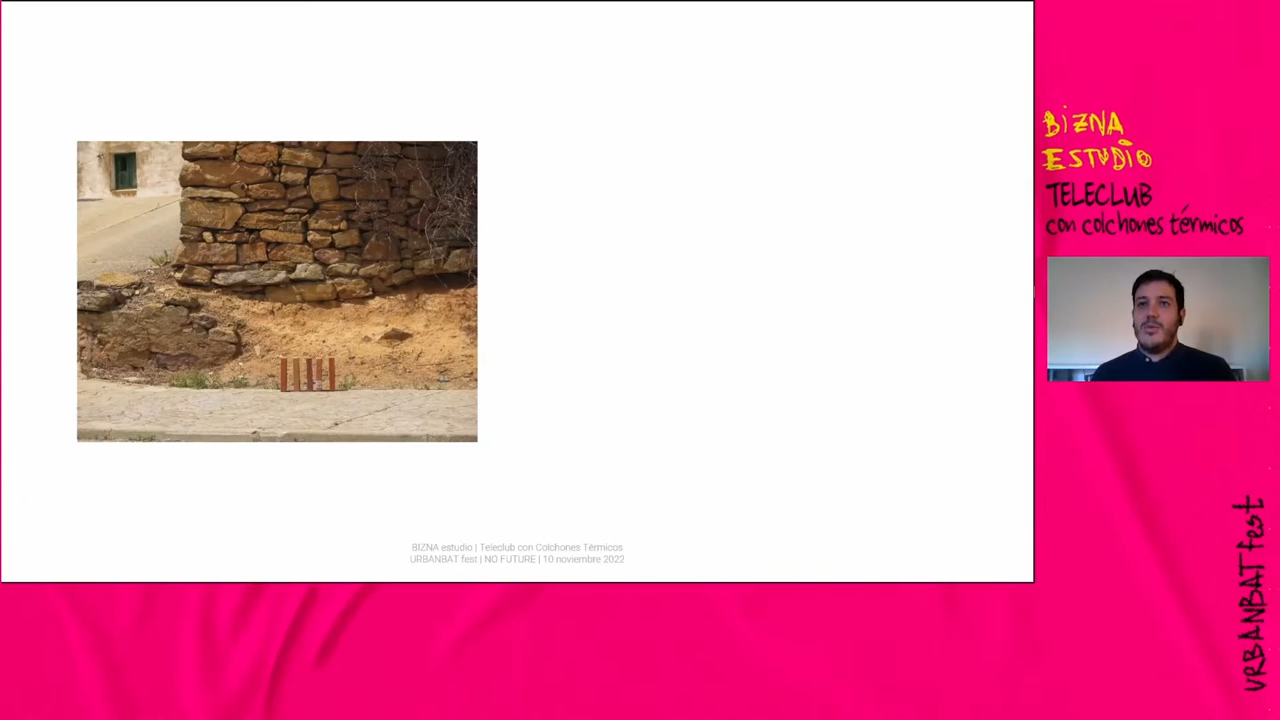 BIZNA
ESTUDIO
TELECLUB
con colchones térmicos
BIZNA estudio | Teleclub con Colchones Térmicos
URBANBAT fest | NO FUTURE | 10 noviembre 2022
URBANBAT fest